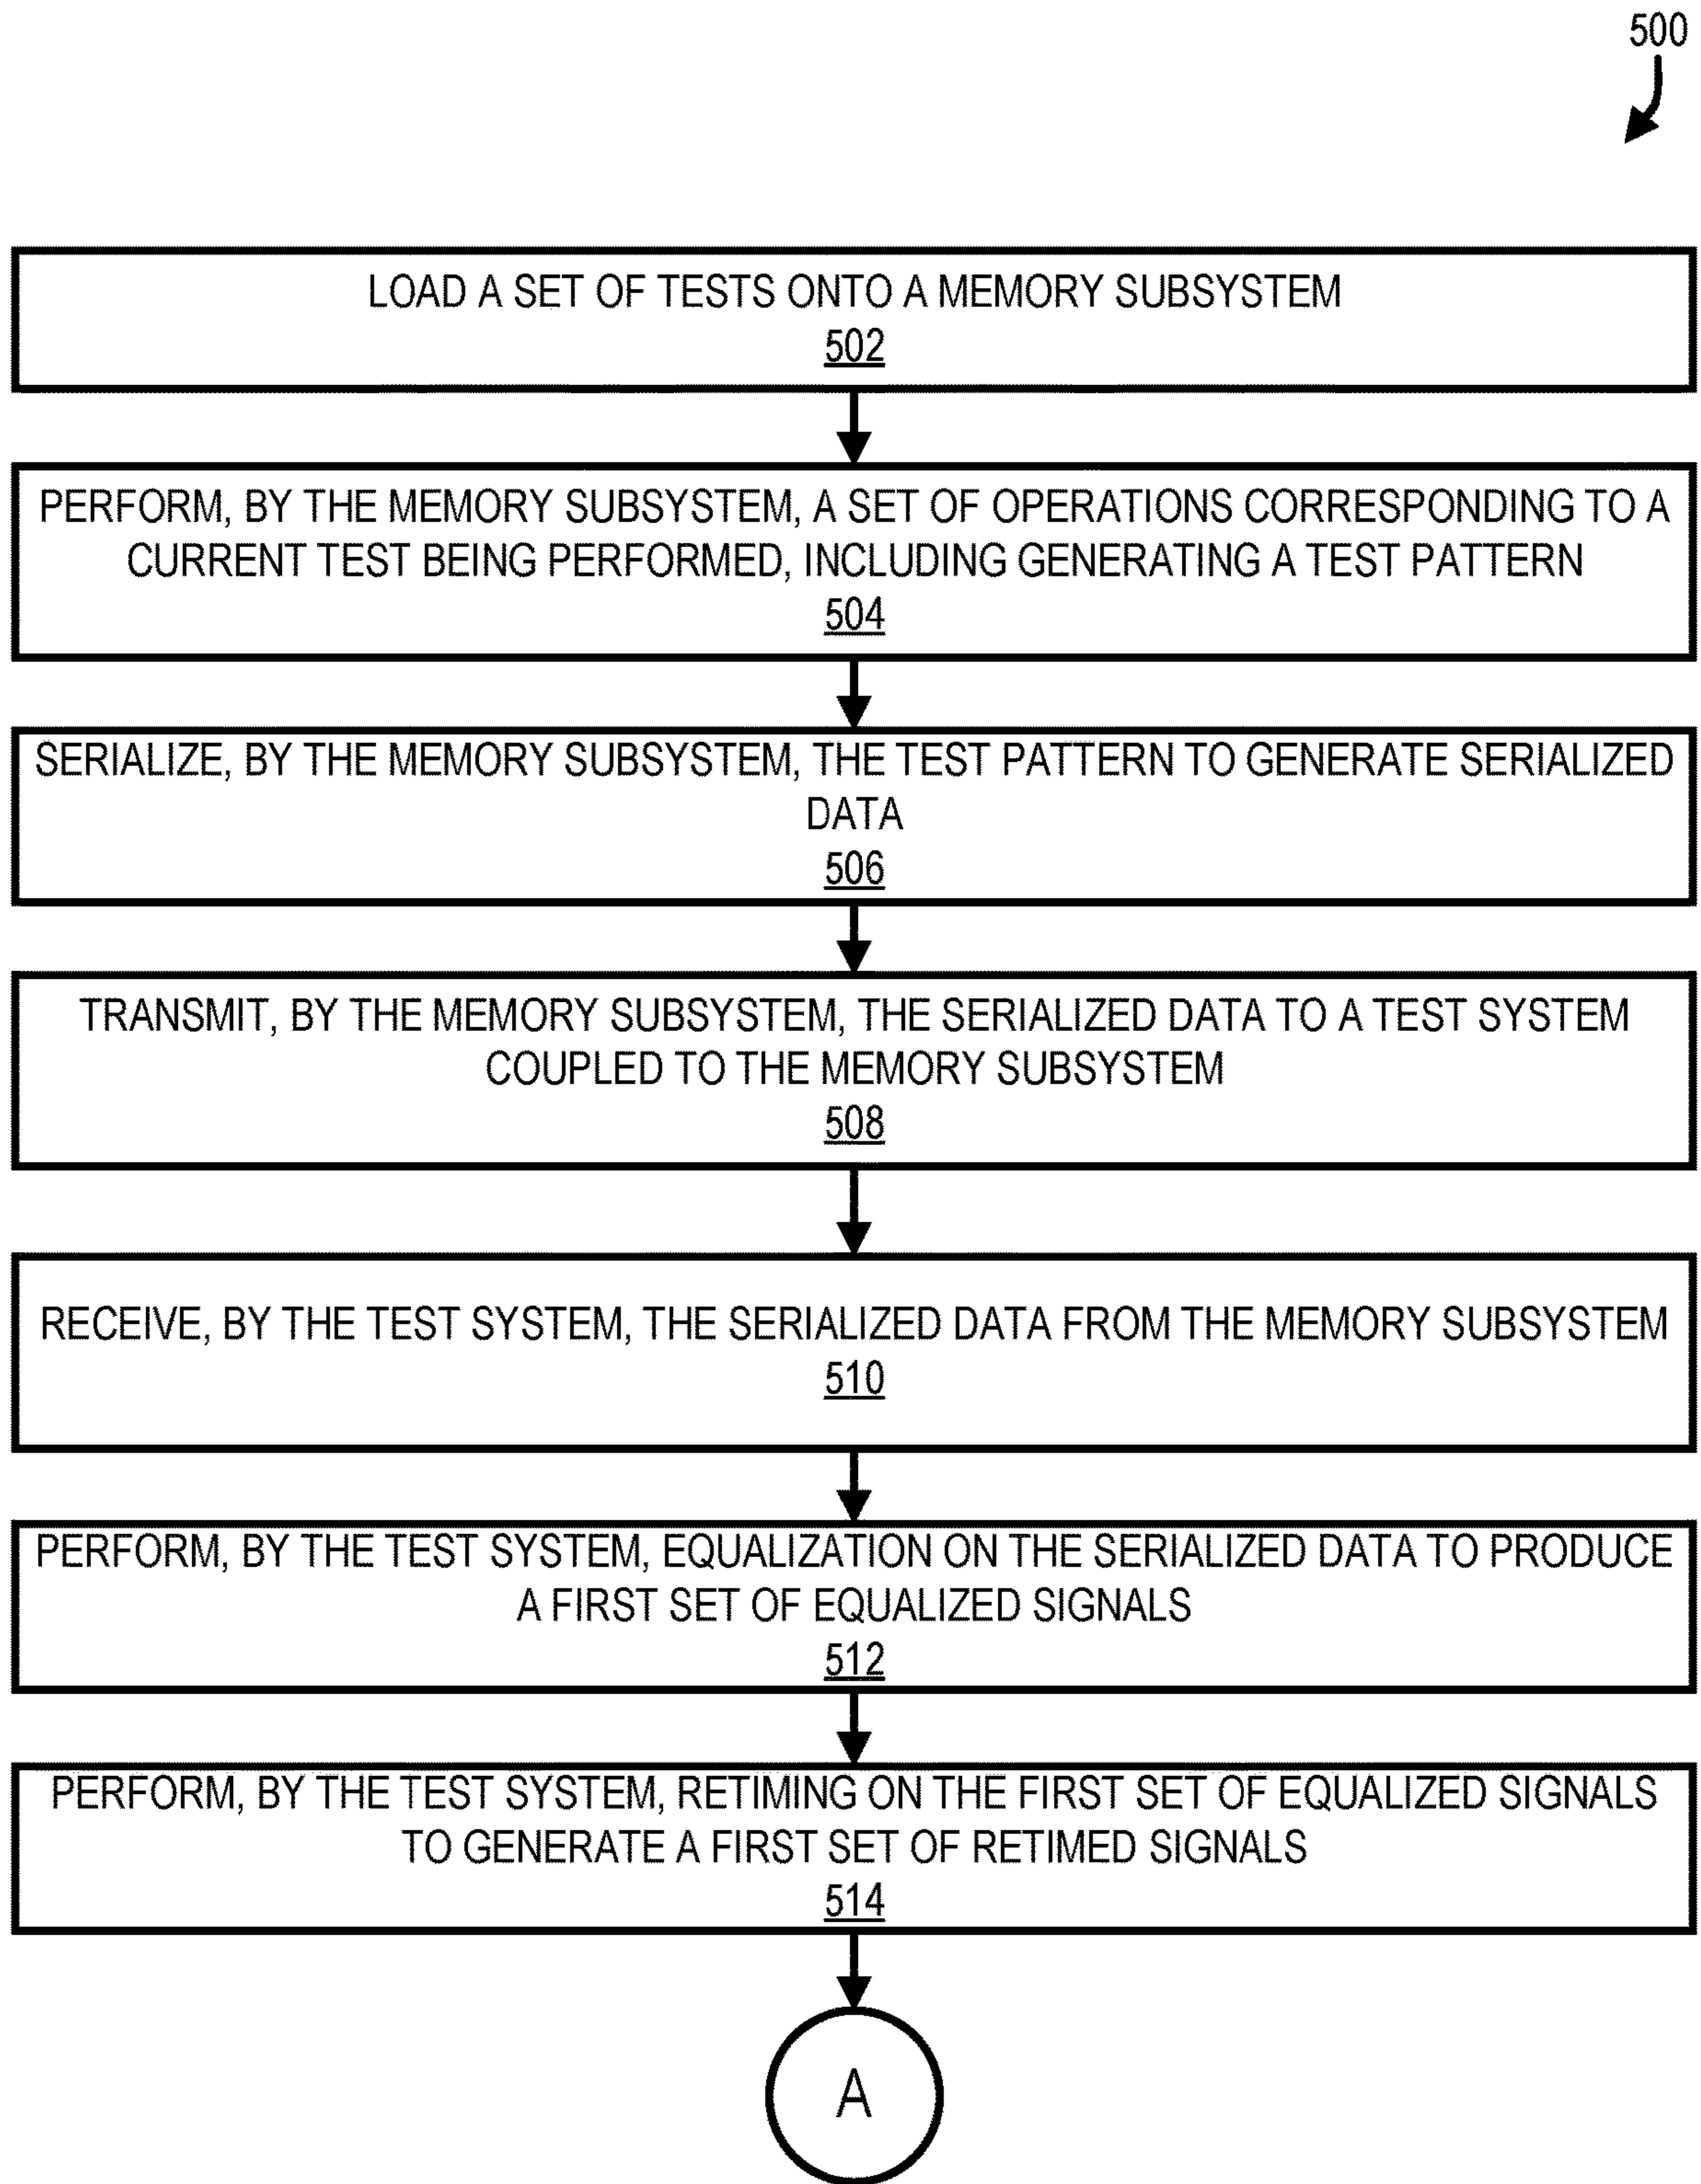 500
LOAD A SET OF TESTS ONTO A MEMORY SUBSYSTEM
502
PERFORM, BY THE MEMORY SUBSYSTEM, A SET OF OPERATIONS CORRESPONDING TO A
CURRENT TEST BEING PERFORMED, INCLUDING GENERATING A TEST PATTERN
504
SERIALIZE, BY THE MEMORY SUBSYSTEM, THE TEST PATTERN TO GENERATE SERIALIZED
DATA
506
TRANSMIT, BY THE MEMORY SUBSYSTEM, THE SERIALIZED DATA TO A TEST SYSTEM
COUPLED TO THE MEMORY SUBSYSTEM
508
RECEIVE, BY THE TEST SYSTEM, THE SERIALIZED DATA FROM THE MEMORY SUBSYSTEM
510
PERFORM, BY THE TEST SYSTEM, EQUALIZATION ON THE SERIALIZED DATA TO PRODUCE
A FIRST SET OF EQUALIZED SIGNALS
512
PERFORM, BY THE TEST SYSTEM, RETIMING ON THE FIRST SET OF EQUALIZED SIGNALS
TO GENERATE A FIRST SET OF RETIMED SIGNALS
514
A